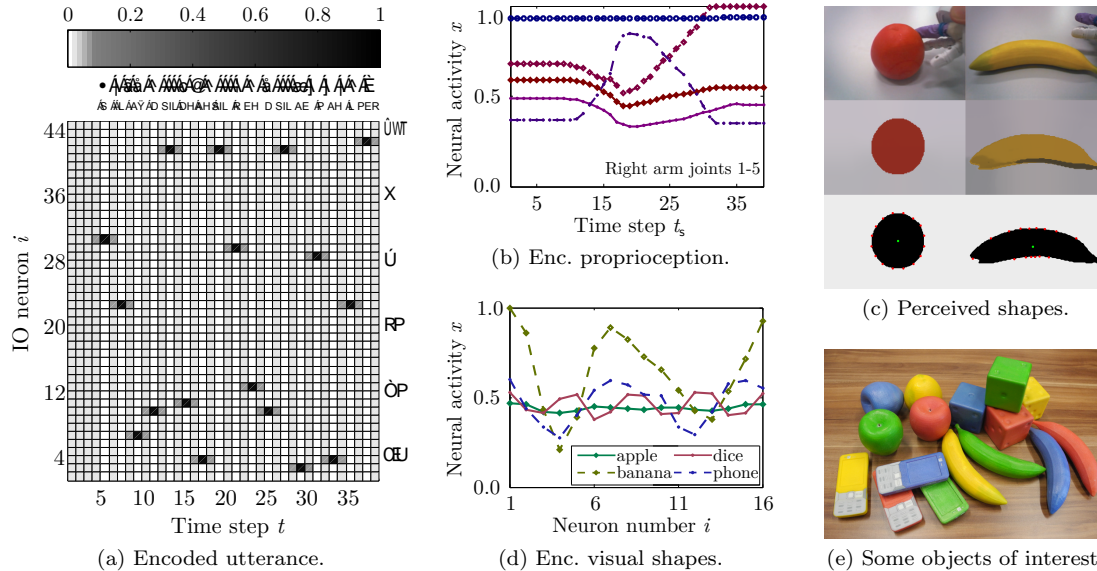 0 0.2 0.4 0.6 0.8 1
44
36
28
20
12
4
IO neuron i
X
Ú
5 10 15 20 25 30 35
Time step t
(a) Encoded utterance.
1.0
0.5
0.0
Neural activity x
Right arm joints 1-5
5 15 25 35
Time step ts
(b) Enc. proprioception.
(c) Perceived shapes.
1.0
0.5
0.0
Neural activity x
apple dice
banana phone
1 6 11 16
Neuron number i
(d) Enc. visual shapes.
(e) Some objects of interest